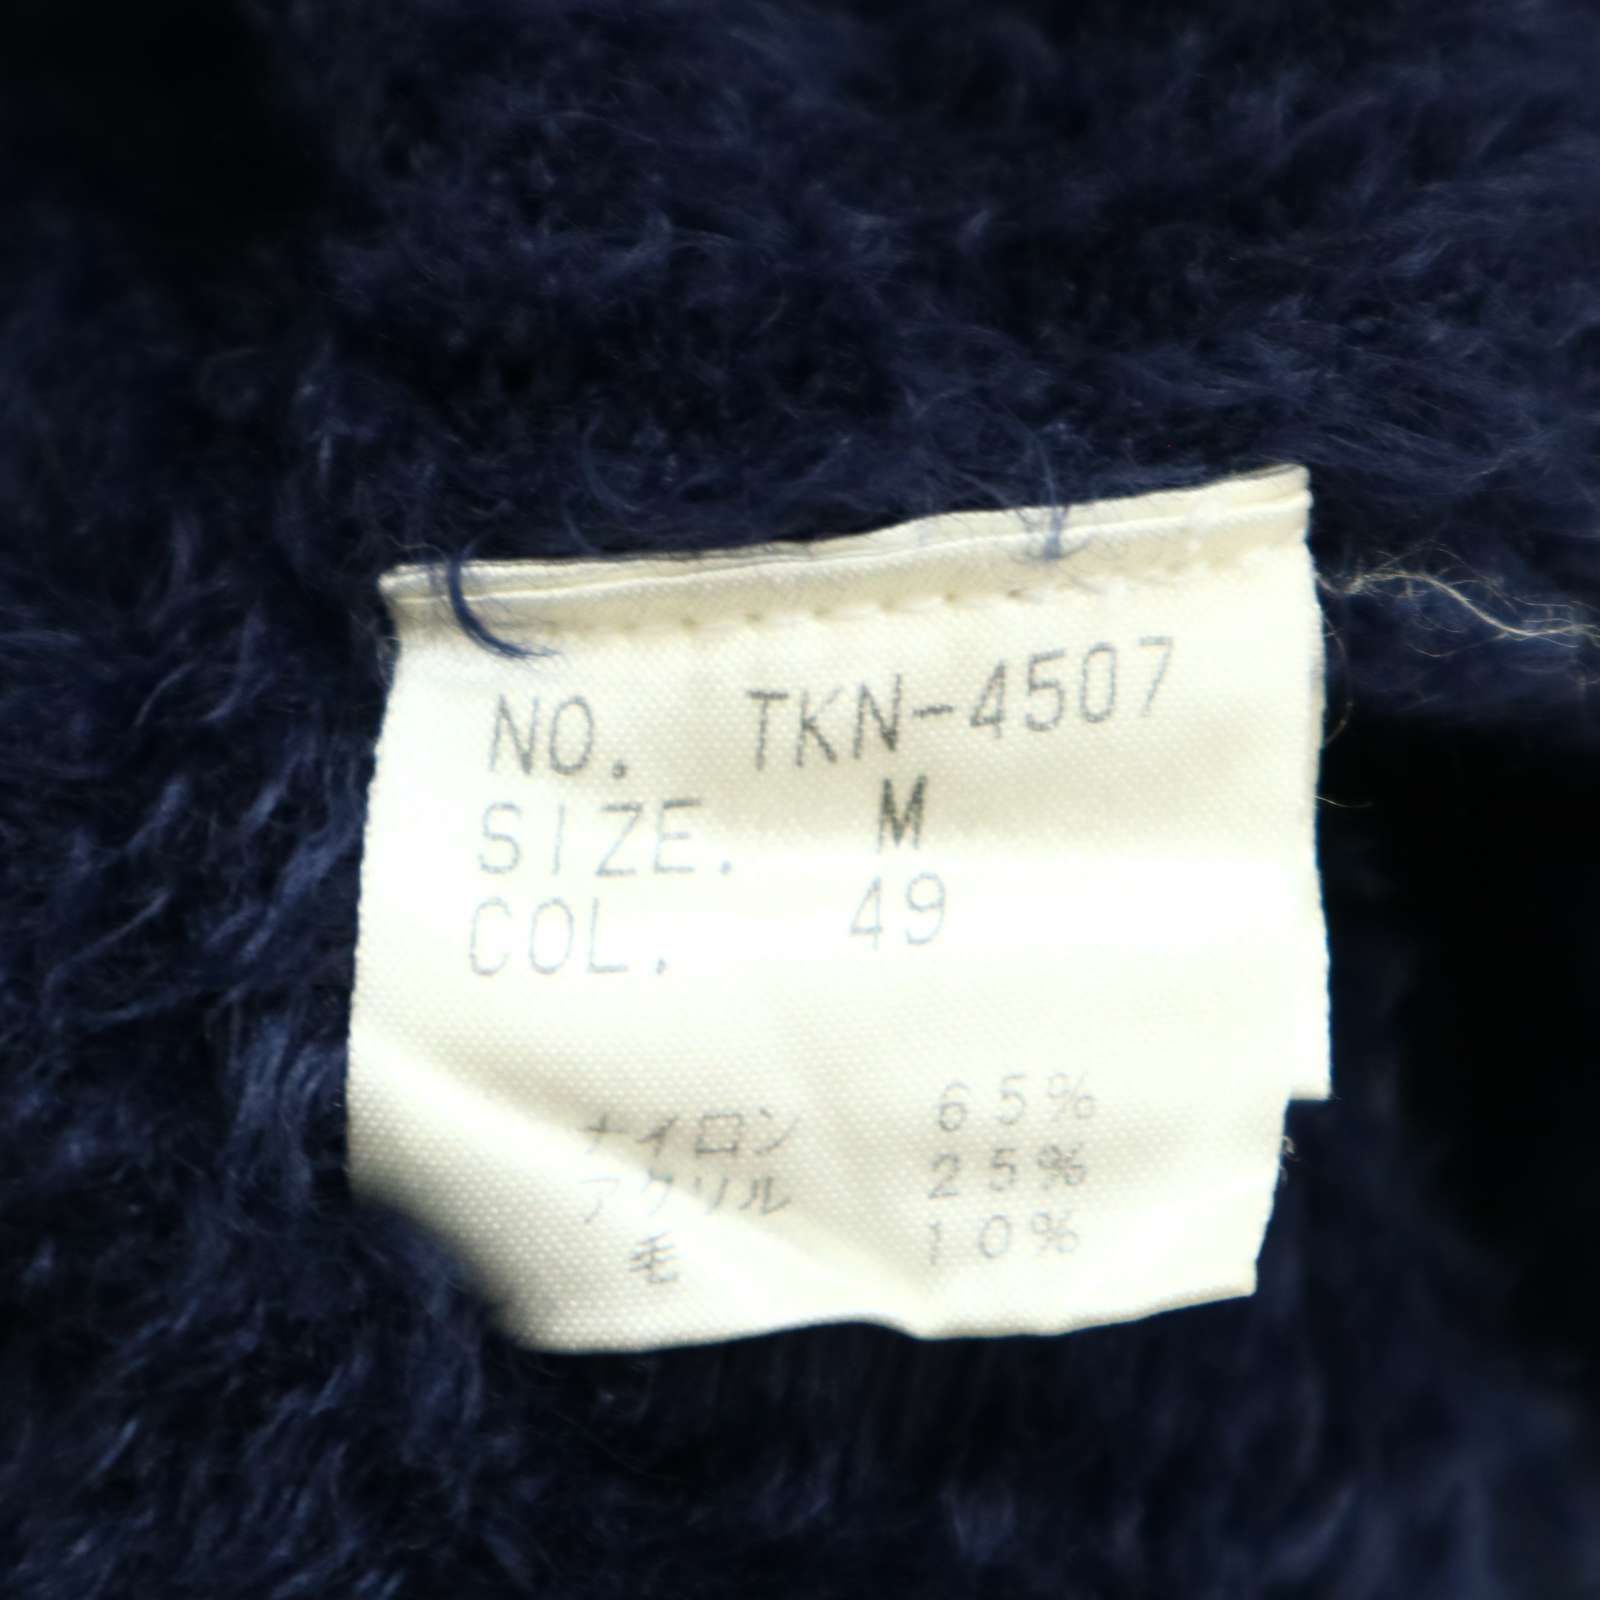 NO. TKN-4507
SIZE. M
COL. 49
ナイロン 65%
アクリル 25%
毛 10%